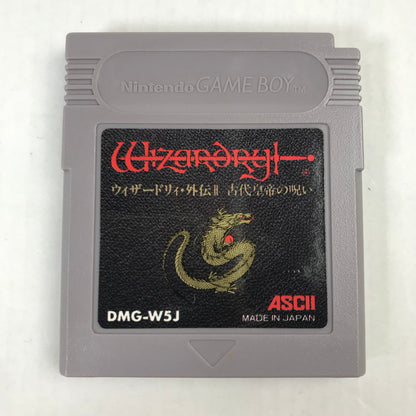 Nintendo GAME BOY TM
Wizardry ®
ウィザードリィ・外伝II 古代皇帝の呪い
ASCII
DMG-W5J MADE IN JAPAN